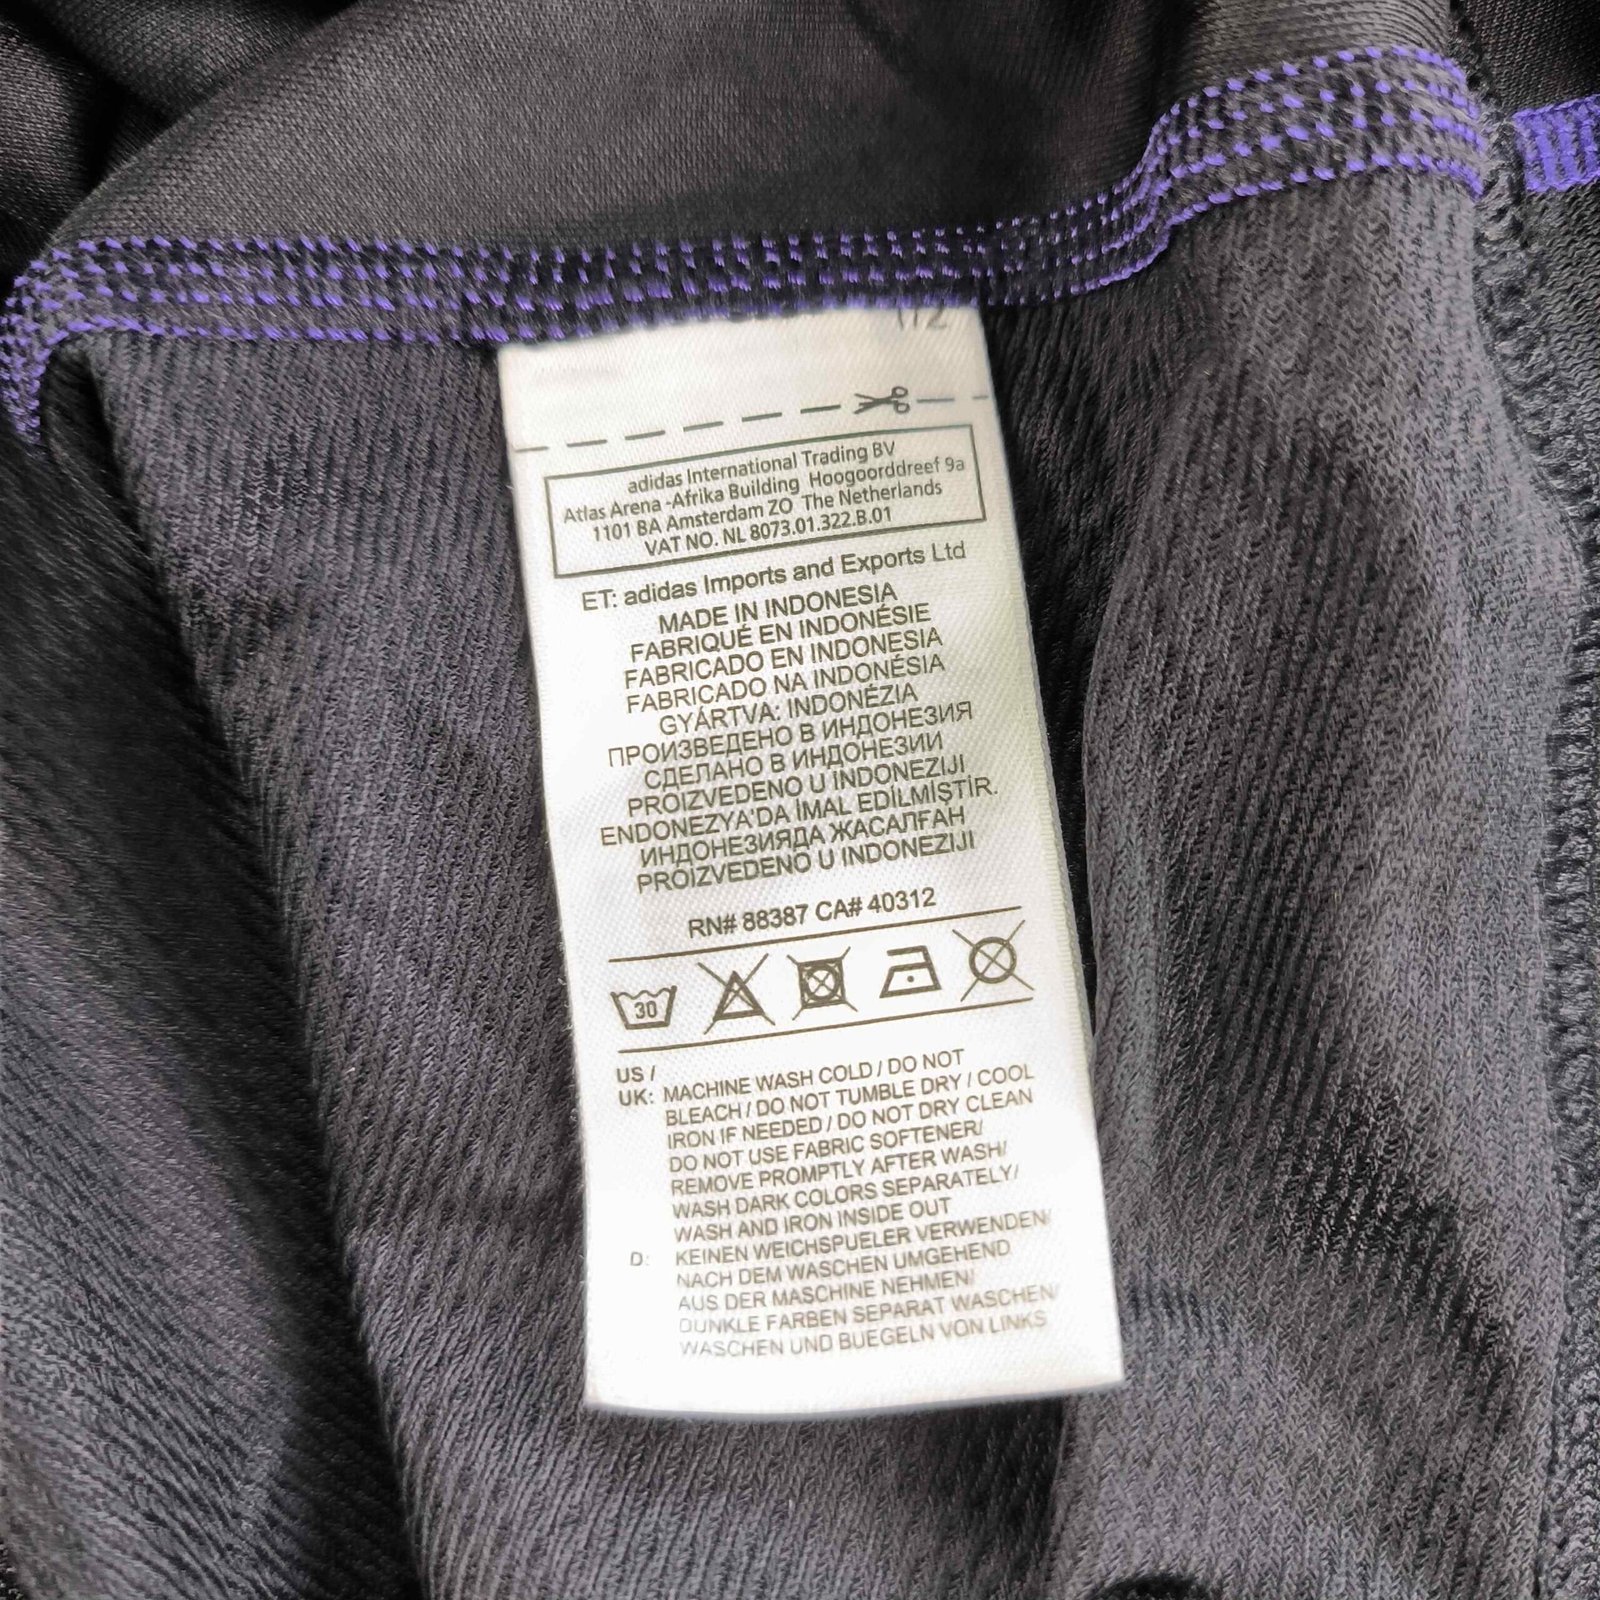 adidas International Trading BV
Atlas Arena -Afrika Building Hoogoorddreef 9a
1101 BA Amsterdam ZO The Netherlands
VAT NO. NL 8073.01.322.B.01
ET: adidas Imports and Exports Ltd
MADE IN INDONESIA
FABRIQUÉ EN INDONÉSIE
FABRICADO EN INDONESIA
FABRICADO NA INDONÉSIA
GYÁRTVA: INDONÉZIA
ПРОИЗВЕДЕНО В ИНДОНЕЗИЯ
СДЕЛАНО В ИНДОНЕЗИИ
PROIZVEDENO U INDONEZIJI
ENDONEZYA'DA İMAL EDİLMİŞTİR.
ИНДОНЕЗИЯДА ЖАСАЛҒАН
PROIZVEDENO U INDONEZIJI
RN# 88387 CA# 40312
30
US /
UK: MACHINE WASH COLD / DO NOT
BLEACH / DO NOT TUMBLE DRY / COOL
IRON IF NEEDED / DO NOT DRY CLEAN
DO NOT USE FABRIC SOFTENER/
REMOVE PROMPTLY AFTER WASH/
WASH DARK COLORS SEPARATELY/
WASH AND IRON INSIDE OUT
D: KEINEN WEICHSPUELER VERWENDEN/
NACH DEM WASCHEN UMGEHEND
AUS DER MASCHINE NEHMEN/
DUNKLE FARBEN SEPARAT WASCHEN/
WASCHEN UND BUEGELN VON LINKS